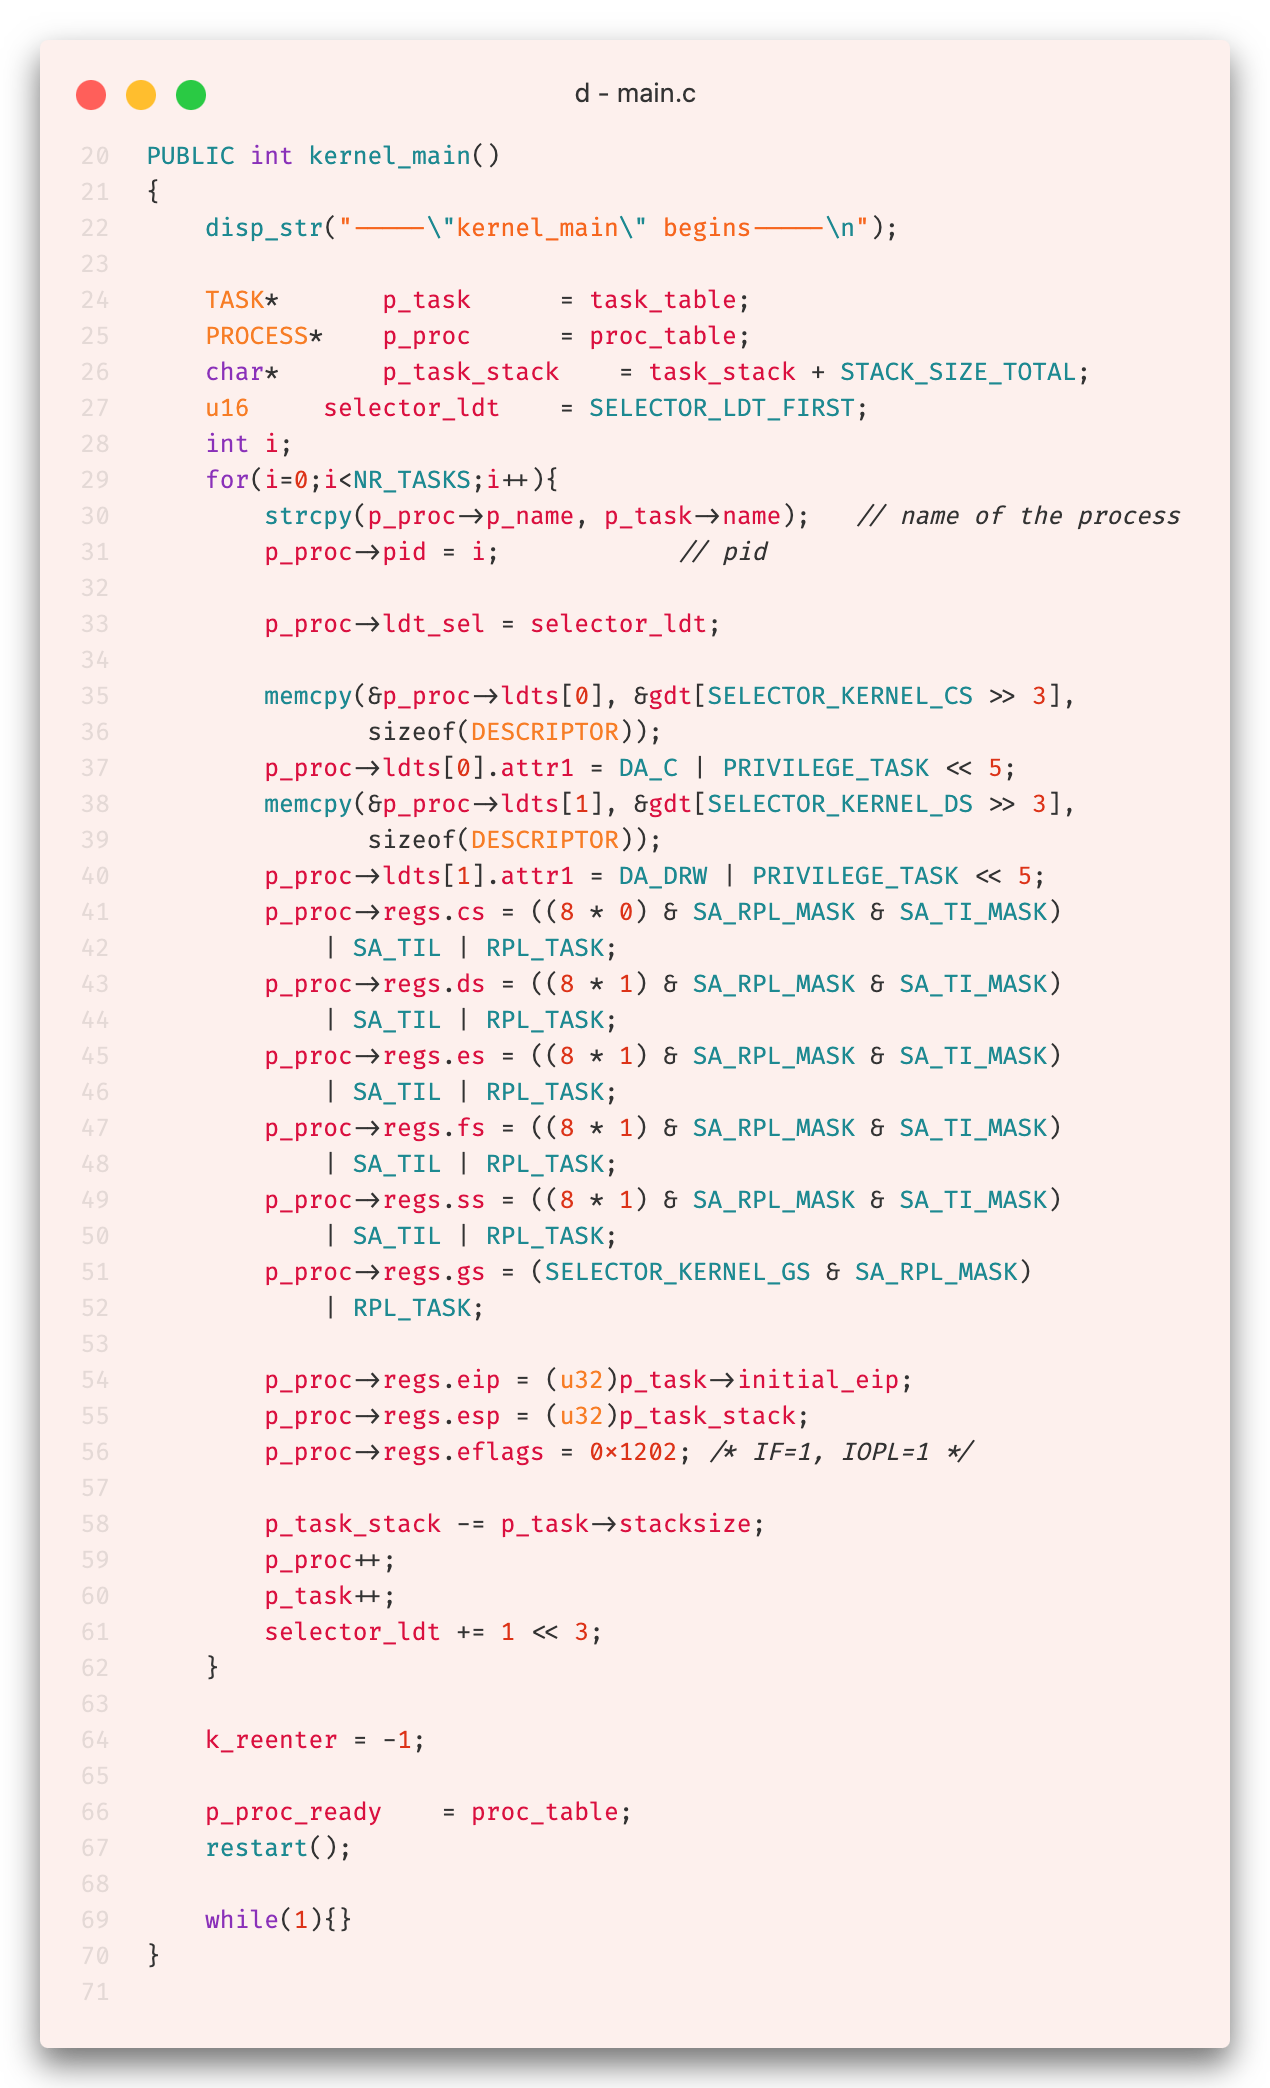 d - main.c
20 PUBLIC int kernel_main()
21 {
22     disp_str("-----\"kernel_main\" begins-----\n");
23
24     TASK*       p_task      = task_table;
25     PROCESS*    p_proc      = proc_table;
26     char*       p_task_stack    = task_stack + STACK_SIZE_TOTAL;
27     u16     selector_ldt    = SELECTOR_LDT_FIRST;
28     int i;
29     for(i=0;i<NR_TASKS;i++){
30         strcpy(p_proc->p_name, p_task->name);   // name of the process
31         p_proc->pid = i;            // pid
32
33         p_proc->ldt_sel = selector_ldt;
34
35         memcpy(&p_proc->ldts[0], &gdt[SELECTOR_KERNEL_CS >> 3],
36                sizeof(DESCRIPTOR));
37         p_proc->ldts[0].attr1 = DA_C | PRIVILEGE_TASK << 5;
38         memcpy(&p_proc->ldts[1], &gdt[SELECTOR_KERNEL_DS >> 3],
39                sizeof(DESCRIPTOR));
40         p_proc->ldts[1].attr1 = DA_DRW | PRIVILEGE_TASK << 5;
41         p_proc->regs.cs = ((8 * 0) & SA_RPL_MASK & SA_TI_MASK)
42             | SA_TIL | RPL_TASK;
43         p_proc->regs.ds = ((8 * 1) & SA_RPL_MASK & SA_TI_MASK)
44             | SA_TIL | RPL_TASK;
45         p_proc->regs.es = ((8 * 1) & SA_RPL_MASK & SA_TI_MASK)
46             | SA_TIL | RPL_TASK;
47         p_proc->regs.fs = ((8 * 1) & SA_RPL_MASK & SA_TI_MASK)
48             | SA_TIL | RPL_TASK;
49         p_proc->regs.ss = ((8 * 1) & SA_RPL_MASK & SA_TI_MASK)
50             | SA_TIL | RPL_TASK;
51         p_proc->regs.gs = (SELECTOR_KERNEL_GS & SA_RPL_MASK)
52             | RPL_TASK;
53
54         p_proc->regs.eip = (u32)p_task->initial_eip;
55         p_proc->regs.esp = (u32)p_task_stack;
56         p_proc->regs.eflags = 0x1202; /* IF=1, IOPL=1 */
57
58         p_task_stack -= p_task->stacksize;
59         p_proc++;
60         p_task++;
61         selector_ldt += 1 << 3;
62     }
63
64     k_reenter = -1;
65
66     p_proc_ready    = proc_table;
67     restart();
68
69     while(1){}
70 }
71